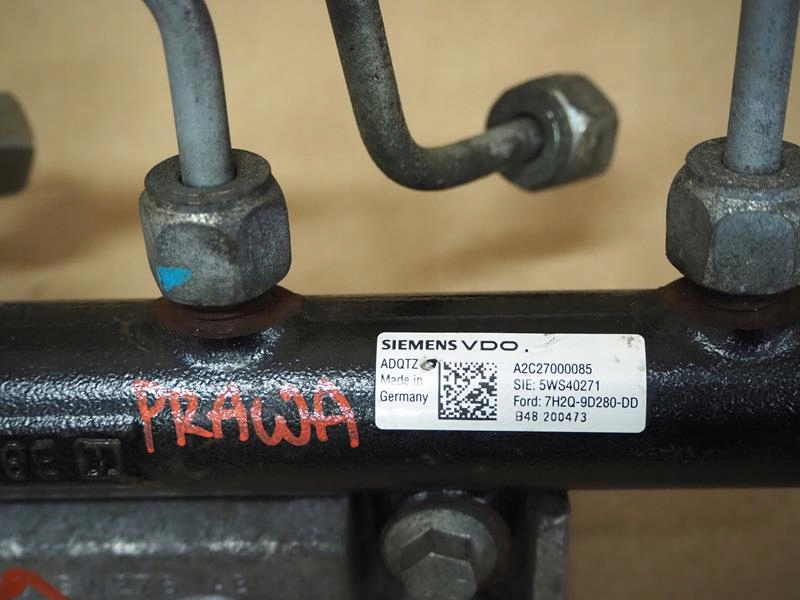 SIEMENS VDO.
ADQTZ
Made in
Germany
A2C27000085
SIE: 5WS40271
Ford: 7H2Q-9D280-DD
B48 200473
PRAWA